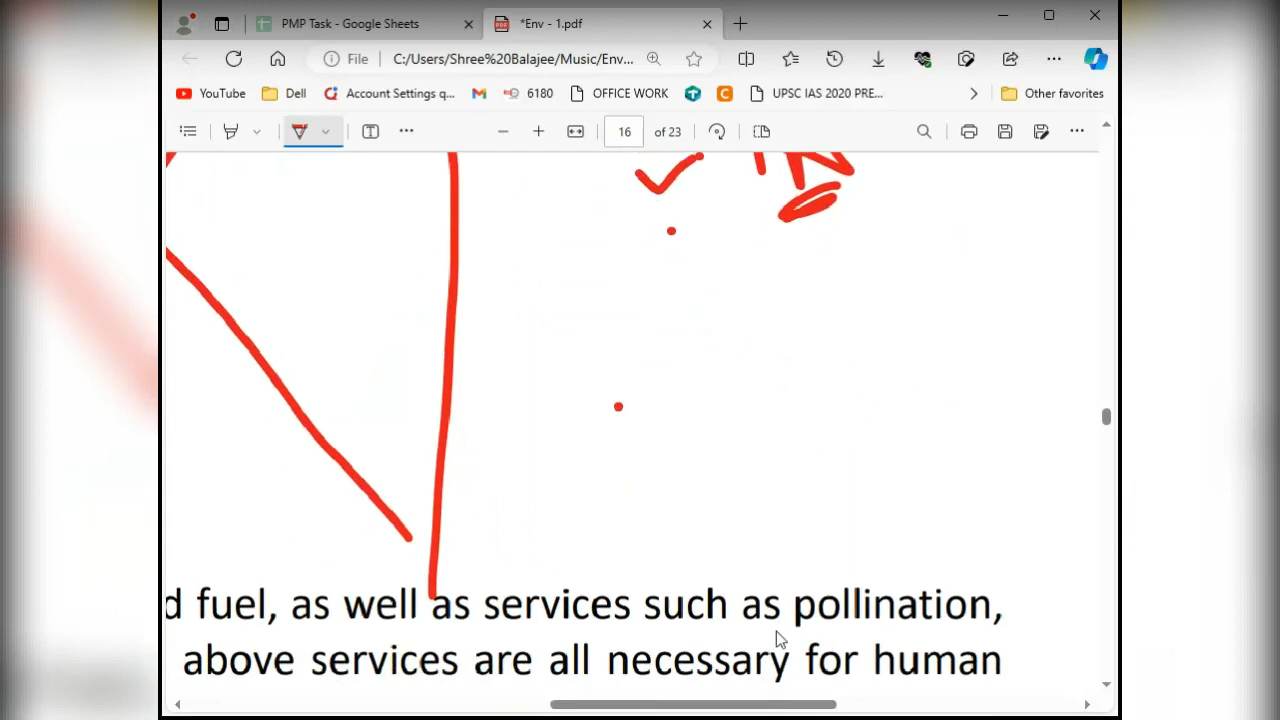 PMP Task - Google Sheets
*Env - 1.pdf
File
C:/Users/Shree%20Balajee/Music/Env...
YouTube
Dell
Account Settings q...
6180
OFFICE WORK
UPSC IAS 2020 PRE...
Other favorites
16 of 23
d fuel, as well as services such as pollination,
above services are all necessary for human